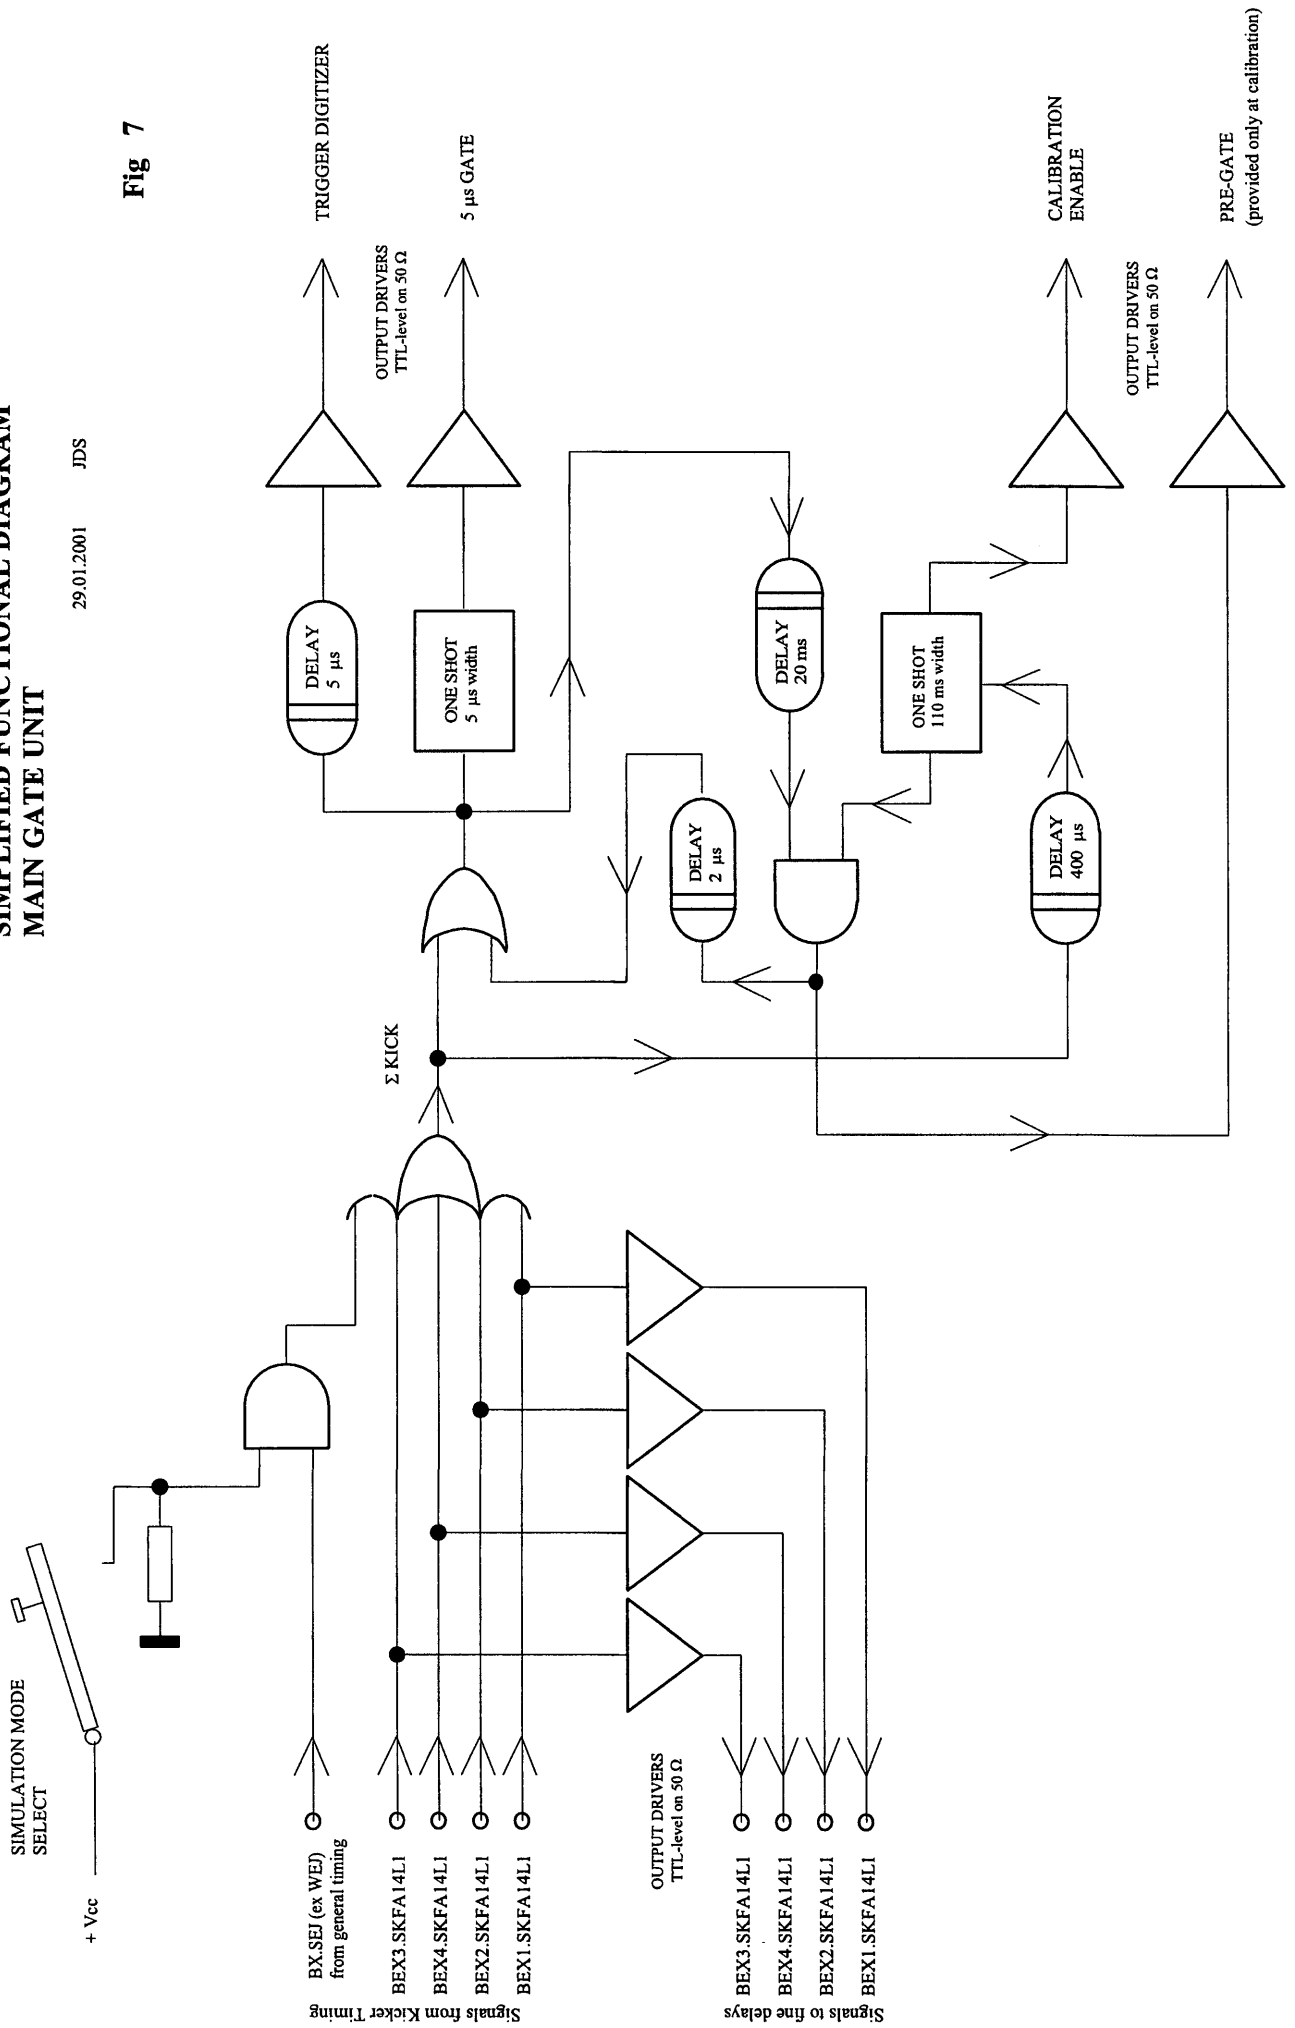 SIMPLIFIED FUNCTIONAL DIAGRAM
MAIN GATE UNIT
29.01.2001 JDS
Fig 7
SIMULATION MODE
SELECT
+ Vcc
BX.SEJ (ex WEJ)
from general timing
Signals from Kicker Timing
BEX3.SKFA14L1
BEX4.SKFA14L1
BEX2.SKFA14L1
BEX1.SKFA14L1
OUTPUT DRIVERS
TTL-level on 50 Ω
Signals to fine delays
BEX3.SKFA14L1
BEX4.SKFA14L1
BEX2.SKFA14L1
BEX1.SKFA14L1
Σ KICK
DELAY
5 µs
ONE SHOT
5 µs width
DELAY
2 µs
DELAY
20 ms
ONE SHOT
110 ms width
DELAY
400 µs
TRIGGER DIGITIZER
OUTPUT DRIVERS
TTL-level on 50 Ω
5 µs GATE
CALIBRATION
ENABLE
OUTPUT DRIVERS
TTL-level on 50 Ω
PRE-GATE
(provided only at calibration)